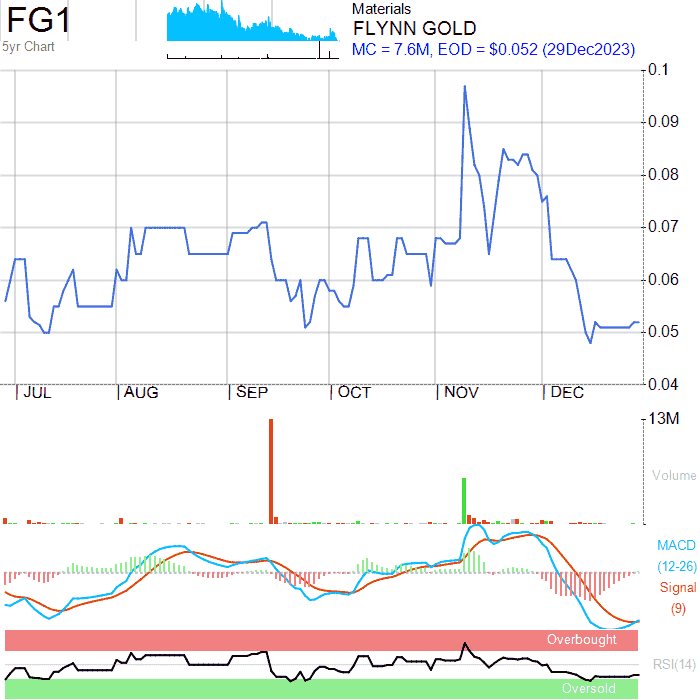 FG1
5yr Chart
Materials
FLYNN GOLD
MC = 7.6M, EOD = $0.052 (29Dec2023)
0.1
0.09
0.08
0.07
0.06
0.05
0.04
JUL AUG SEP OCT NOV DEC
13M
Volume
MACD
(12-26)
Signal
(9)
Overbought
RSI(14)
Oversold